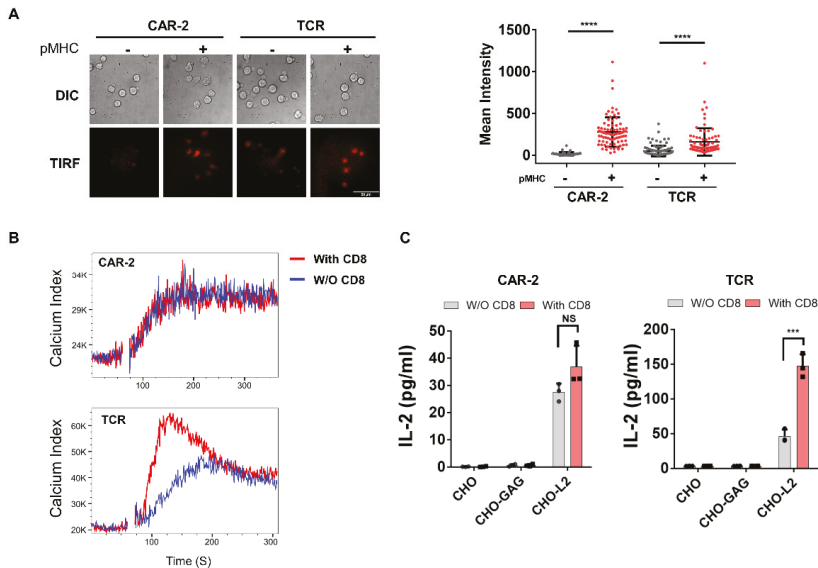 A
CAR-2 TCR
pMHC - + - +
DIC
TIRF
Mean Intensity
1500
1000
500
0
****
****
pMHC - + - +
CAR-2 TCR
B
CAR-2
With CD8
W/O CD8
Calcium Index
34K
29K
24K
100 200 300
TCR
Calcium Index
60K
50K
40K
30K
20K
100 200 300
Time (S)
C
CAR-2
W/O CD8 With CD8
IL-2 (pg/ml)
50
40
30
20
10
0
NS
CHO CHO-GAG CHO-L2
TCR
W/O CD8 With CD8
IL-2 (pg/ml)
200
150
100
50
0
***
CHO CHO-GAG CHO-L2